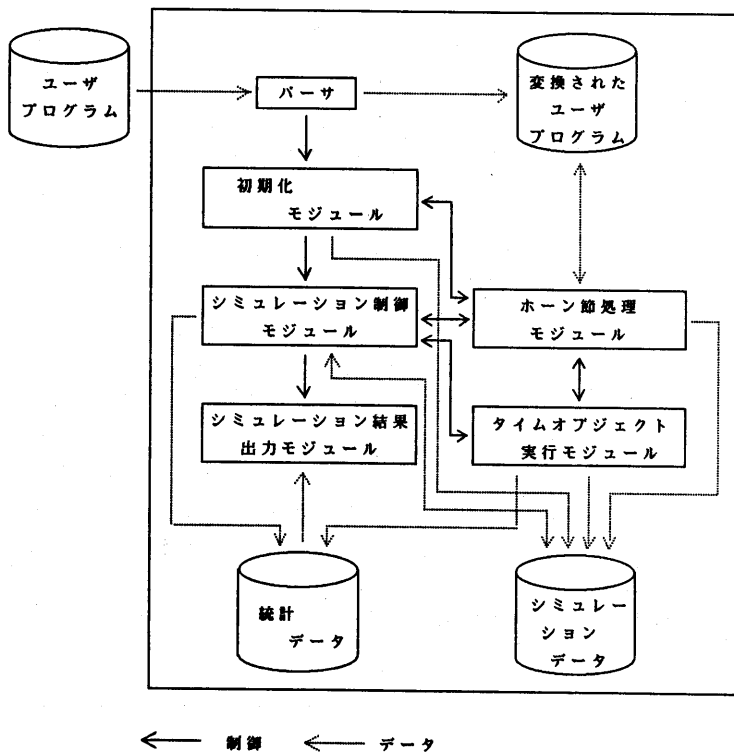 ユーザ
プログラム
パーサ
変換された
ユーザ
プログラム
初期化
モジュール
シミュレーション制御
モジュール
ホーン節処理
モジュール
シミュレーション結果
出力モジュール
タイムオブジェクト
実行モジュール
統計
データ
シミュレー
ション
データ
制御
データ